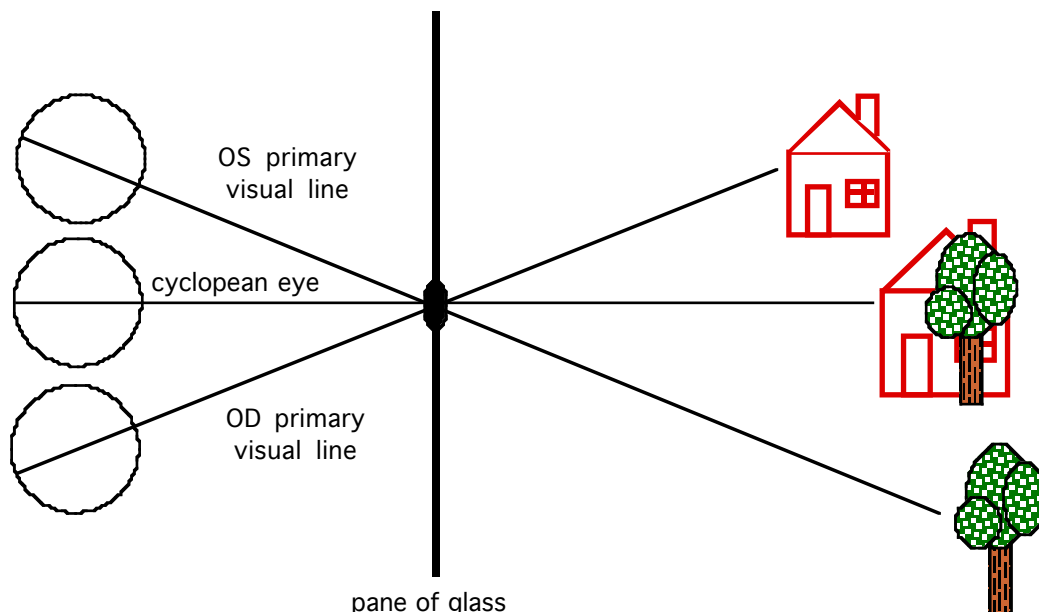 OS primary
visual line
cyclopean eye
OD primary
visual line
pane of glass